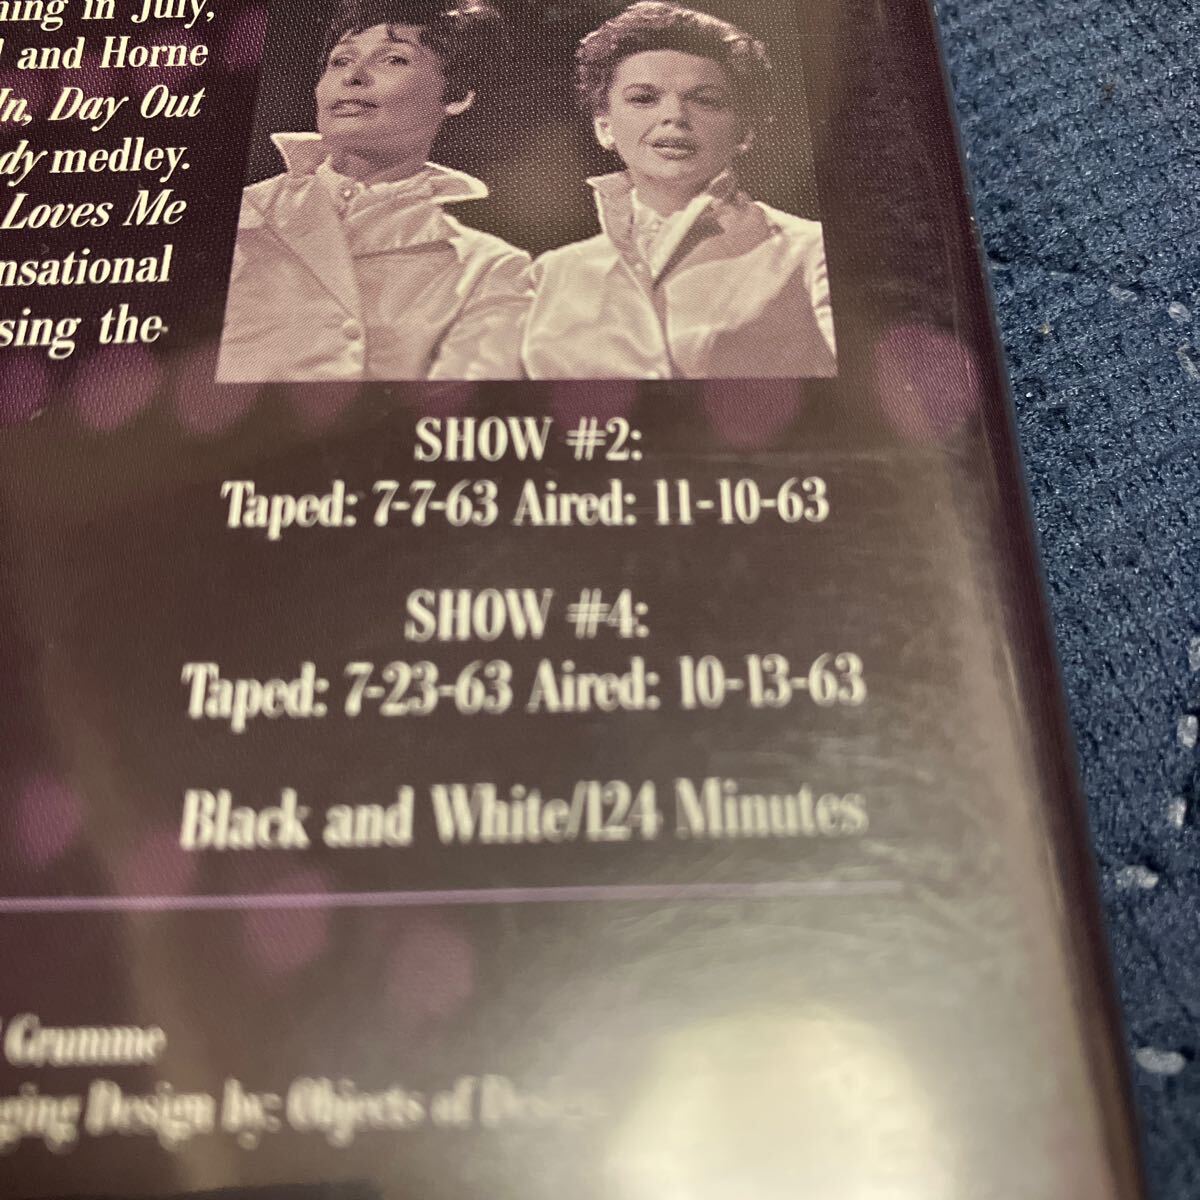 in July,
and Horne
In, Day Out
medley.
Loves Me
sing the
SHOW #2:
Taped: 7-7-63 Aired: 11-10-63
SHOW #4:
Taped: 7-23-63 Aired: 10-13-63
Black and White/124 Minutes
Grumme
Design by: Objects of